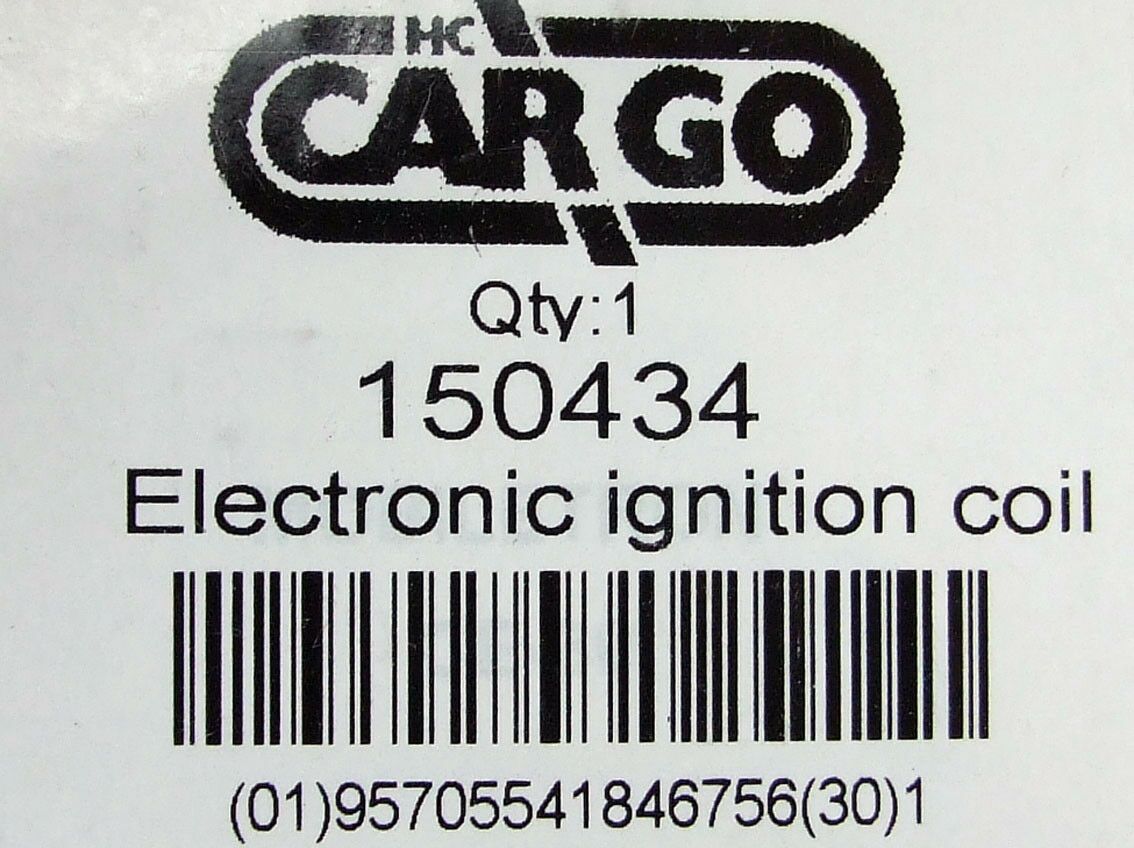 HC
CARGO
Qty:1
150434
Electronic ignition coil
(01)95705541846756(30)1